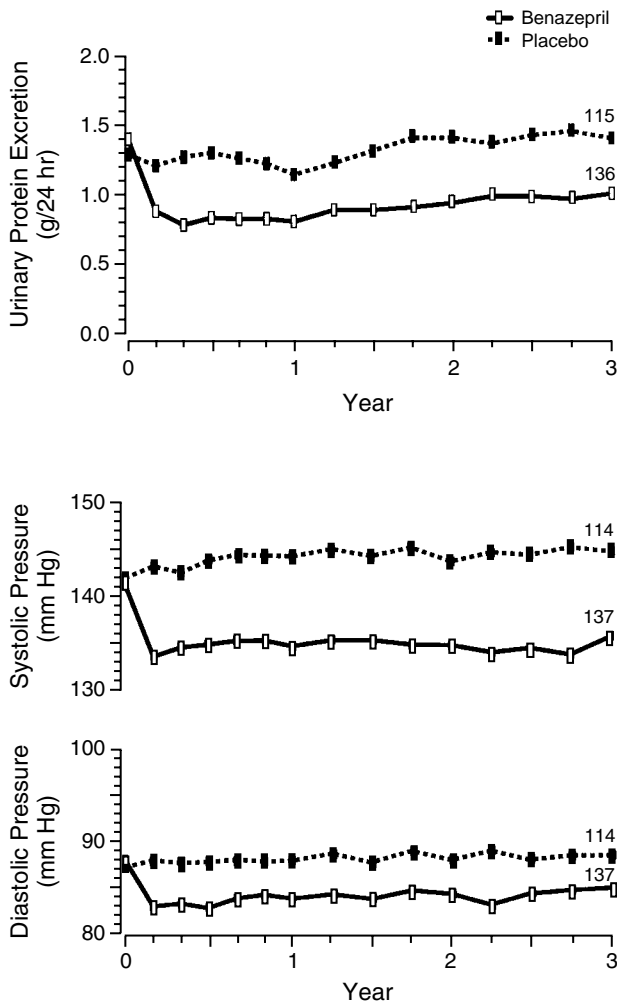 Benazepril
Placebo
Urinary Protein Excretion
(g/24 hr)
2.0
1.5
1.0
0.5
0.0
115
136
0 1 2 3
Year
Systolic Pressure
(mm Hg)
150
140
130
114
137
Diastolic Pressure
(mm Hg)
100
90
80
114
137
0 1 2 3
Year